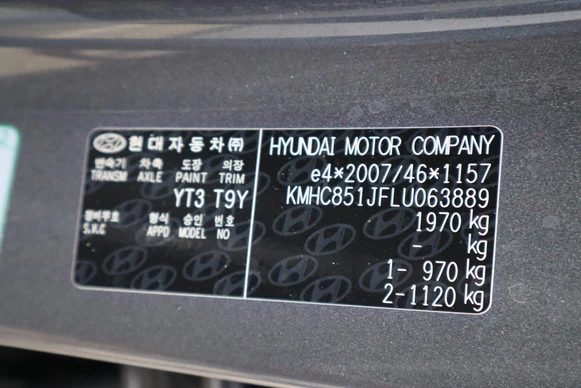 현대자동차㈜
변속기 차축 도장 의장
TRANSM AXLE PAINT TRIM
YT3 T9Y
정비부호 형식 승인 번호
S.V.C APPD MODEL NO
HYUNDAI MOTOR COMPANY
e4*2007/46*1157
KMHC851JFLU063889
1970 kg
- kg
1- 970 kg
2-1120 kg